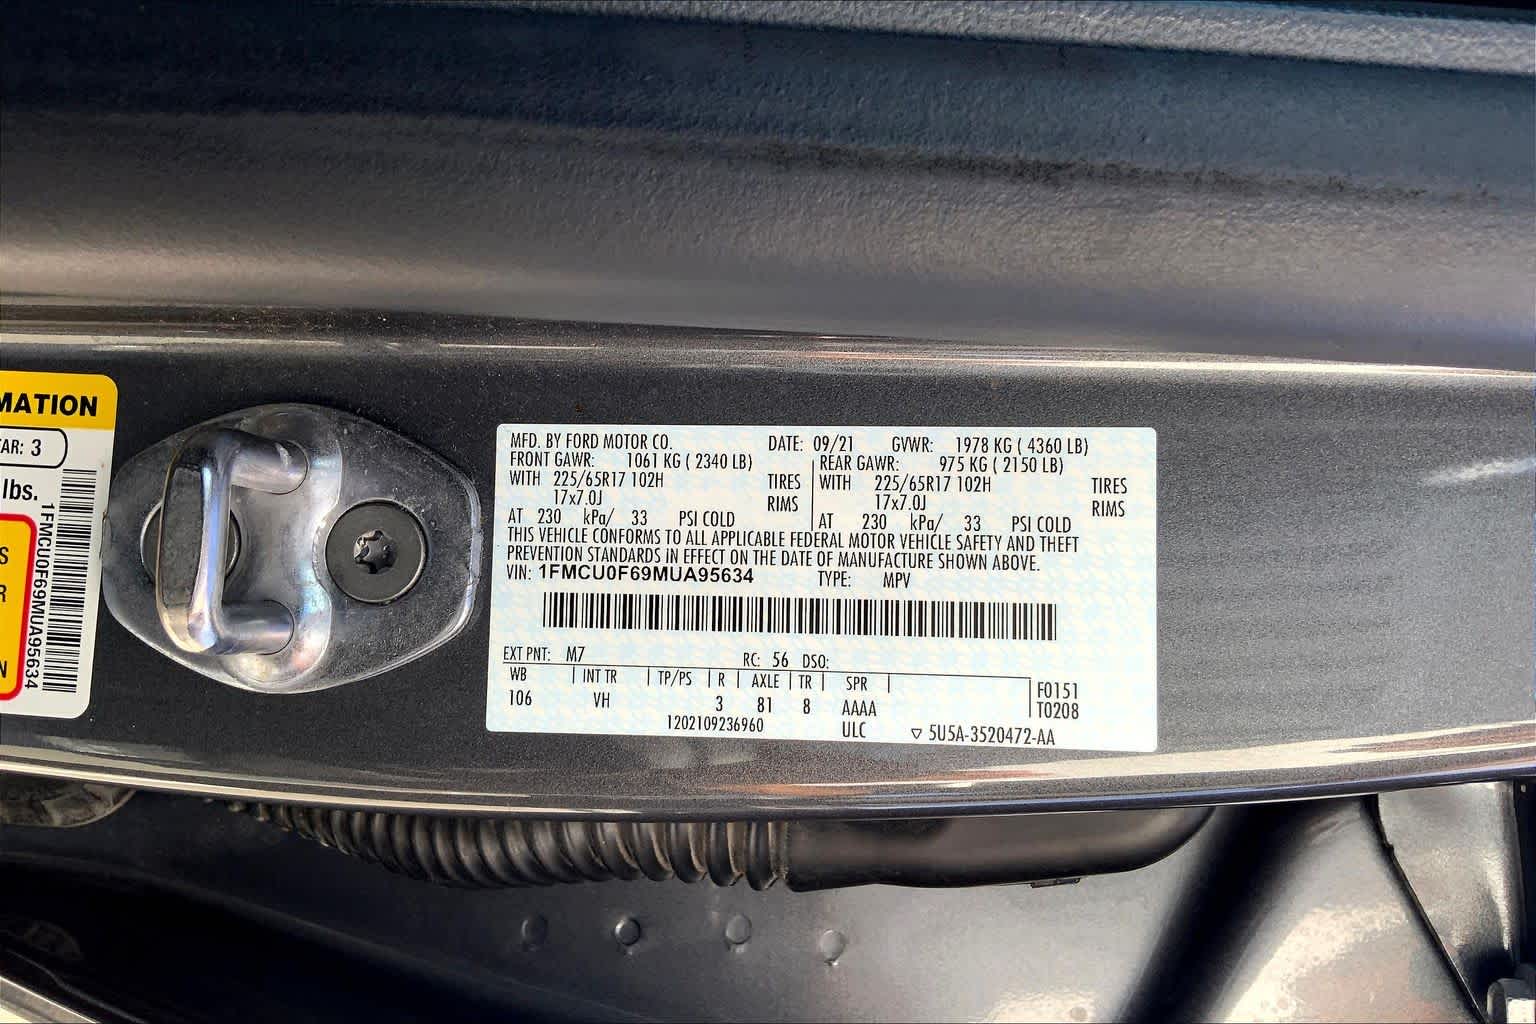 MATION
EAR: 3
lbs.
S
R
N
1FMCU0F69MUA95634
MFD. BY FORD MOTOR CO. DATE: 09/21 GVWR: 1978 KG ( 4360 LB)
FRONT GAWR: 1061 KG ( 2340 LB) REAR GAWR: 975 KG ( 2150 LB)
WITH 225/65R17 102H TIRES WITH 225/65R17 102H TIRES
17x7.0J RIMS 17x7.0J RIMS
AT 230 kPa/ 33 PSI COLD AT 230 kPa/ 33 PSI COLD
THIS VEHICLE CONFORMS TO ALL APPLICABLE FEDERAL MOTOR VEHICLE SAFETY AND THEFT
PREVENTION STANDARDS IN EFFECT ON THE DATE OF MANUFACTURE SHOWN ABOVE.
VIN: 1FMCU0F69MUA95634 TYPE: MPV
EXT PNT: M7 RC: 56 DSO:
WB INT TR TP/PS R AXLE TR SPR F0151
106 VH 3 81 8 AAAA T0208
1202109236960 ULC ▽ 5U5A-3520472-AA